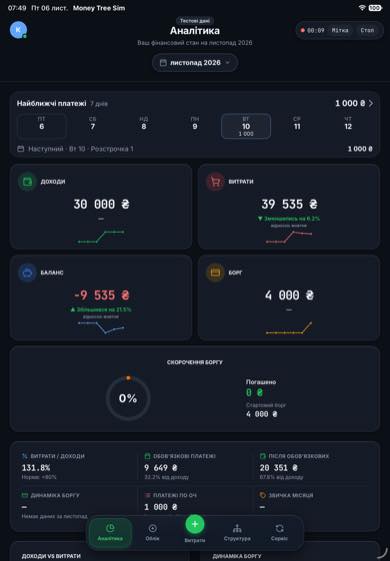 07:49 Пт 06 лист. Money Tree Sim
100
Тестові дані
K
Аналітика
00:09 Мітка Стоп
Ваш фінансовий стан на листопад 2026
листопад 2026
Найближчі платежі 7 днів
1 000 ₴
ПТ СБ НД ПН ВТ СР ЧТ
6 7 8 9 10 11 12
1 000
Наступний · Вт 10 · Розстрочка 1
1 000 ₴
ДОХОДИ
30 000 ₴
—
ВИТРАТИ
39 535 ₴
▼ Зменшились на 6.2%
відносно жовтня
БАЛАНС
-9 535 ₴
▲ Збільшився на 21.5%
відносно жовтня
БОРГ
4 000 ₴
—
СКОРОЧЕННЯ БОРГУ
0%
Погашено
0 ₴
Стартовий борг
4 000 ₴
ВИТРАТИ / ДОХОДИ
131.8%
Норма: <80%
ОБОВ'ЯЗКОВІ ПЛАТЕЖІ
9 649 ₴
32.2% від доходу
ПІСЛЯ ОБОВ'ЯЗКОВИХ
20 351 ₴
67.8% від доходу
ДИНАМІКА БОРГУ
—
Немає даних за листопад
ПЛАТЕЖІ ПО ОЧ
1 000 ₴
ЗВИЧКА МІСЯЦЯ
—
Аналітика
Облік
Витрати
Структура
Сервіс
ДОХОДИ VS ВИТРАТИ
ДИНАМІКА БОРГУ